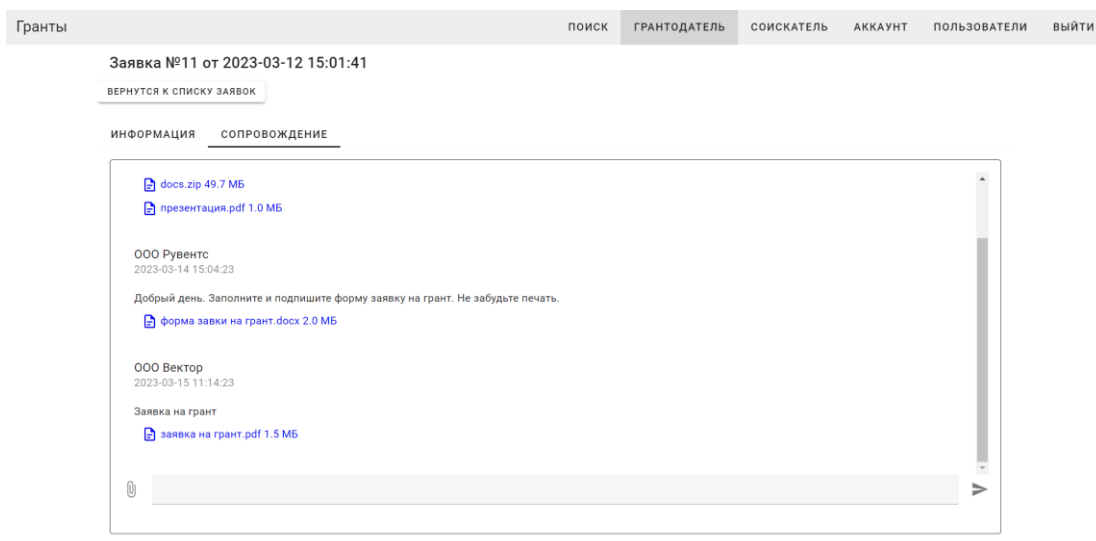 Гранты
ПОИСК ГРАНТОДАТЕЛЬ СОИСКАТЕЛЬ АККАУНТ ПОЛЬЗОВАТЕЛИ ВЫЙТИ
Заявка №11 от 2023-03-12 15:01:41
ВЕРНУТСЯ К СПИСКУ ЗАЯВОК
ИНФОРМАЦИЯ СОПРОВОЖДЕНИЕ
docs.zip 49.7 МБ
презентация.pdf 1.0 МБ
ООО Рувентс
2023-03-14 15:04:23
Добрый день. Заполните и подпишите форму заявку на грант. Не забудьте печать.
форма завки на грант.docx 2.0 МБ
ООО Вектор
2023-03-15 11:14:23
Заявка на грант
заявка на грант.pdf 1.5 МБ